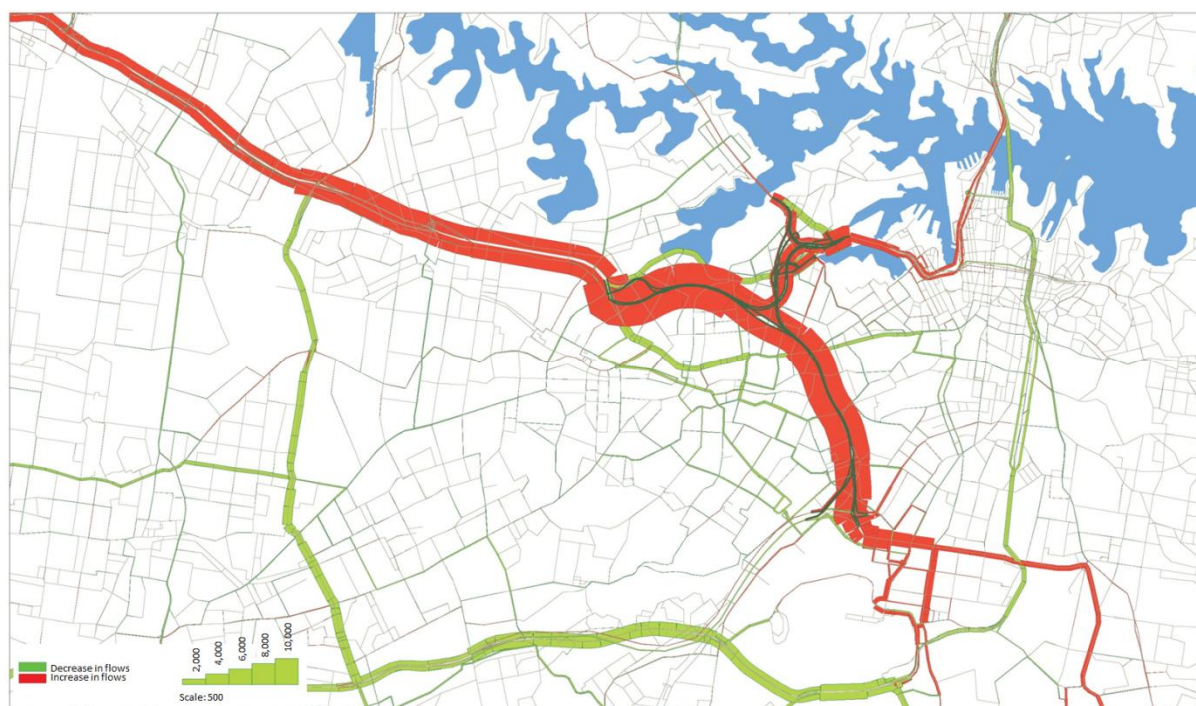 Decrease in flows
Increase in flows
2,000
4,000
6,000
8,000
10,000
Scale: 500